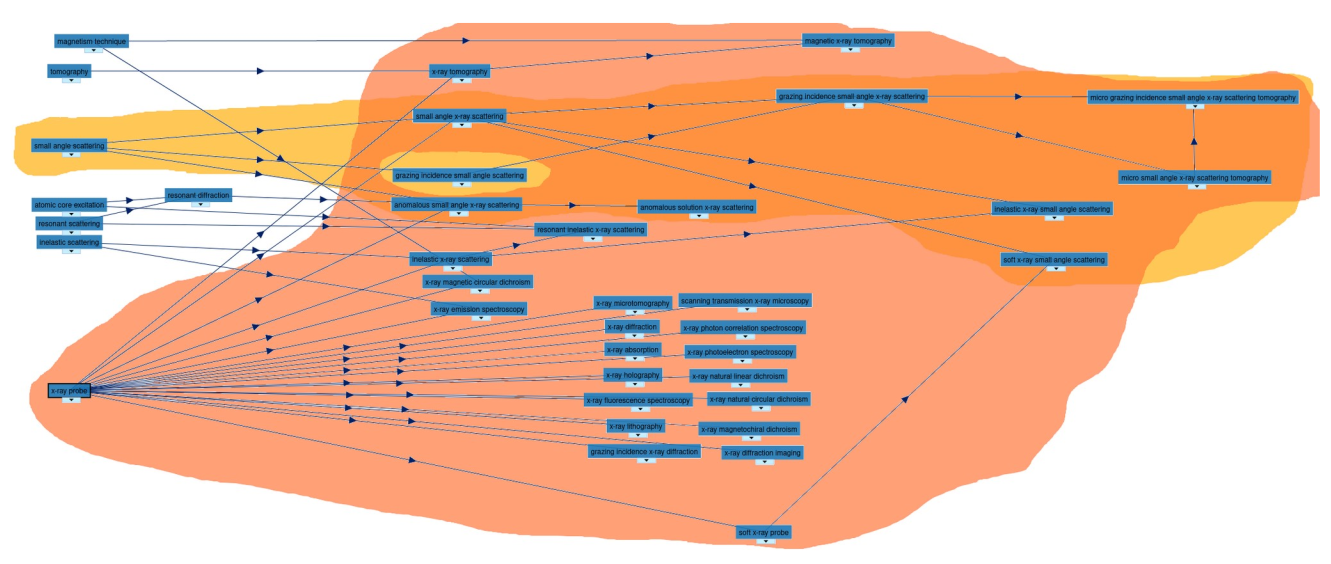 magnetism technique
magnetic x-ray tomography
tomography
x-ray tomography
grazing incidence small angle x-ray scattering
micro grazing incidence small angle x-ray scattering tomography
small angle x-ray scattering
small angle scattering
grazing incidence small angle scattering
micro small angle x-ray scattering tomography
resonant diffraction
atomic core excitation
anomalous small angle x-ray scattering
anomalous solution x-ray scattering
inelastic x-ray small angle scattering
resonant scattering
resonant inelastic x-ray scattering
inelastic scattering
inelastic x-ray scattering
soft x-ray small angle scattering
x-ray magnetic circular dichroism
x-ray emission spectroscopy
x-ray microtomography
scanning transmission x-ray microscopy
x-ray diffraction
x-ray photon correlation spectroscopy
x-ray absorption
x-ray photoelectron spectroscopy
x-ray holography
x-ray natural linear dichroism
x-ray probe
x-ray fluorescence spectroscopy
x-ray natural circular dichroism
x-ray lithography
x-ray magnetochiral dichroism
grazing incidence x-ray diffraction
x-ray diffraction imaging
soft x-ray probe